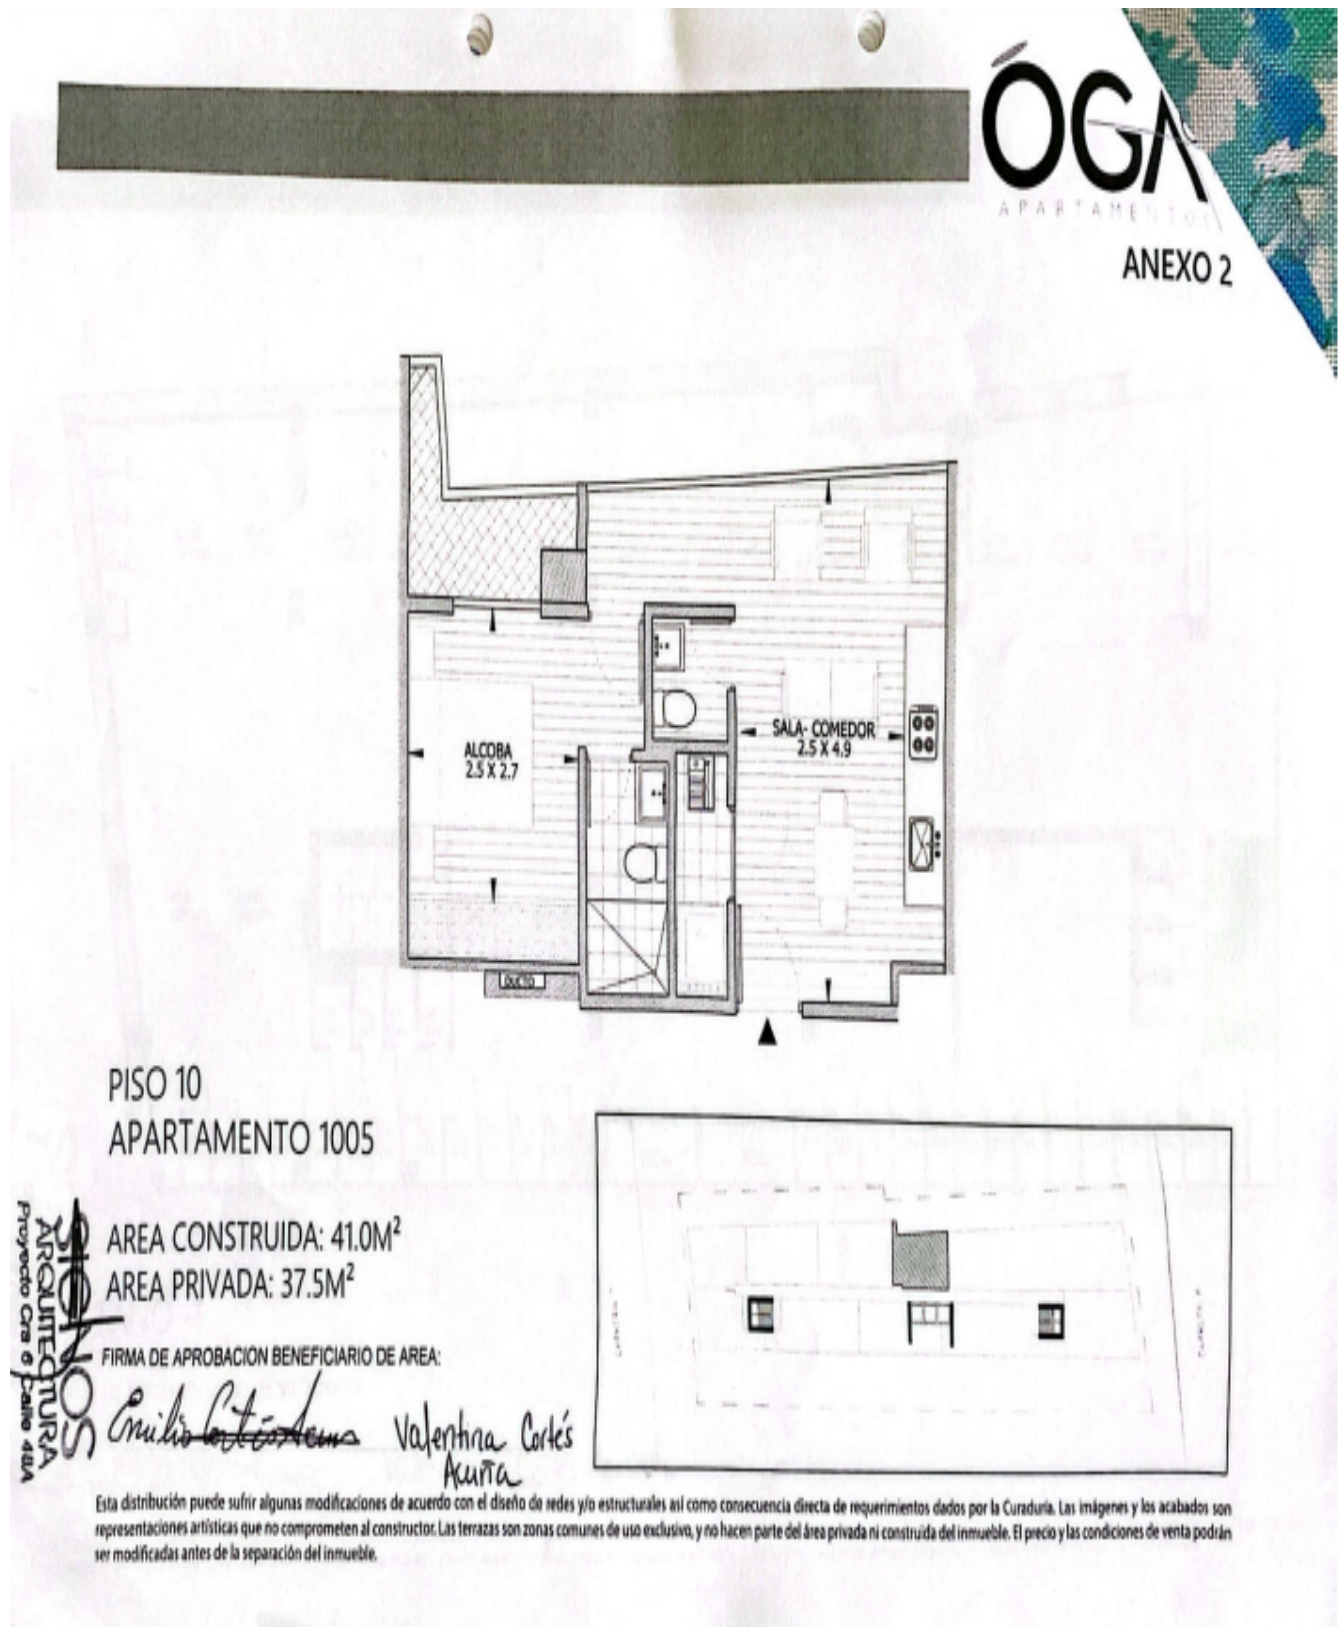 ÓGA
APARTAMENTOS
ANEXO 2
ALCOBA
2.5 X 2.7
SALA- COMEDOR
2.5 X 4.9
DUCTO
PISO 10
APARTAMENTO 1005
AREA CONSTRUIDA: 41.0M²
AREA PRIVADA: 37.5M²
SIGNOS
ARQUITECTURA
Proyecto Cra 6 Calle 48A
FIRMA DE APROBACION BENEFICIARIO DE AREA:
Emilio Cortés Acuña
Valentina Cortés
Acuña
Esta distribución puede sufrir algunas modificaciones de acuerdo con el diseño de redes y/o estructurales así como consecuencia directa de requerimientos dados por la Curaduría. Las imágenes y los acabados son
representaciones artísticas que no comprometen al constructor. Las terrazas son zonas comunes de uso exclusivo, y no hacen parte del área privada ni construida del inmueble. El precio y las condiciones de venta podrán
ser modificadas antes de la separación del inmueble.